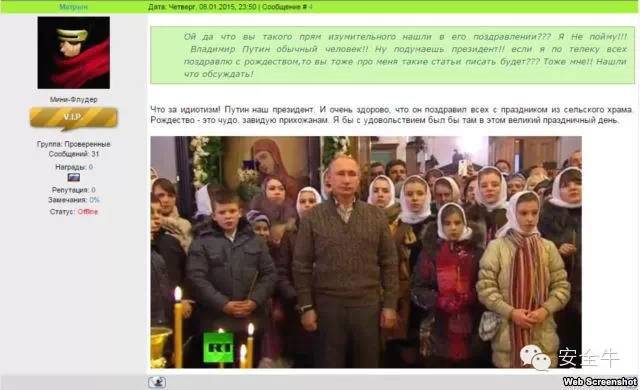 Матрын
Дата: Четверг, 08.01.2015, 23:50 | Сообщение # 4
Ой да что вы такого прям изумительного нашли в его поздравлении??? Я Не пойму!!!
Владимир Путин обычный человек!! Ну подумаешь президент!! если я по телеку всех
поздравлю с рождеством,то вы тоже про меня такие статьи писать будет??? Тоже мне!! Нашли
что обсуждать!
Мини-Флудер
V.I.P.
Группа: Проверенные
Сообщений: 31
Награды: 0
Репутация: 0
Замечания: 0%
Статус: Offline
Что за идиотизм! Путин наш президент. И очень здорово, что он поздравил всех с праздником из сельского храма.
Рождество - это чудо. завидую прихожанам. Я бы с удовольствием был бы там в этом великий праздничный день.
RT
安全牛
Web Screenshot